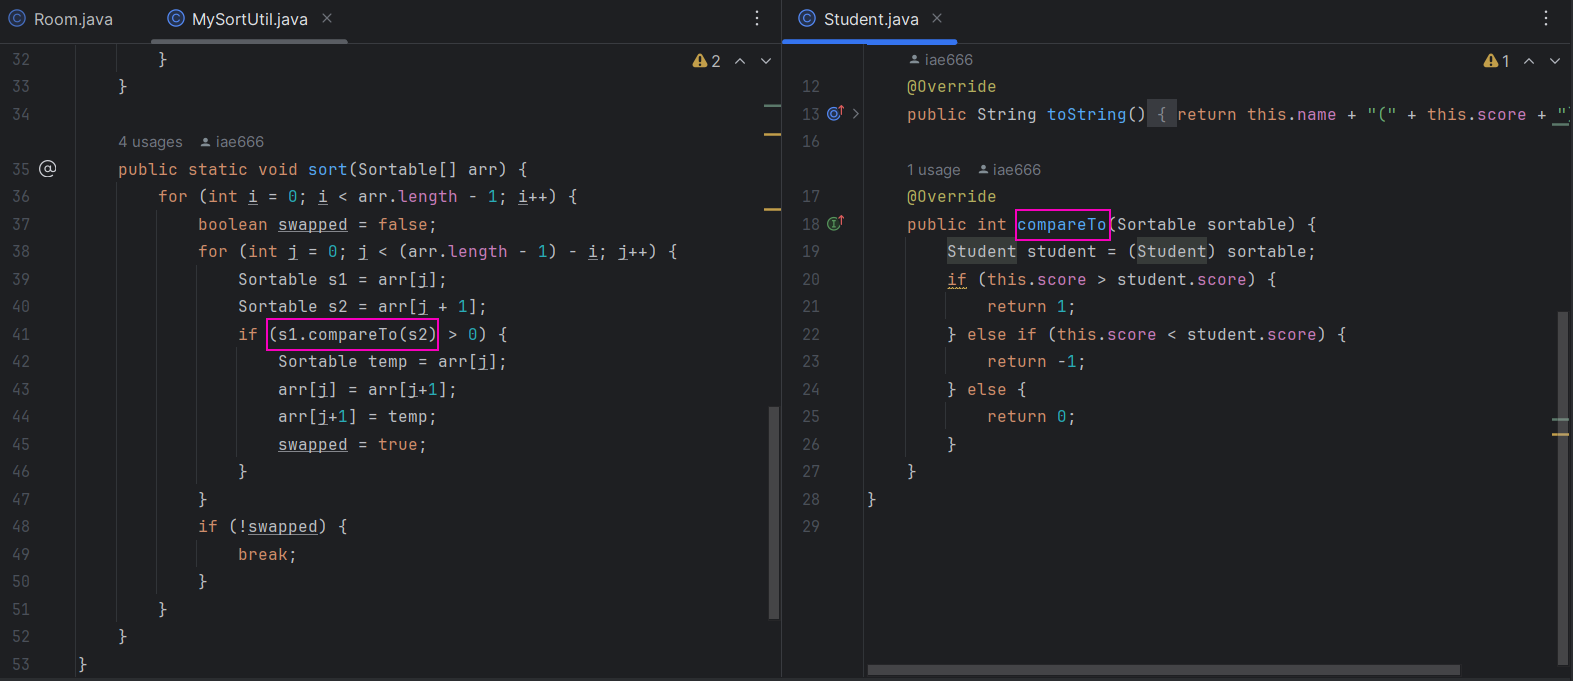 Room.java
MySortUtil.java
2
32 }
33 }
34
4 usages iae666
35 @ public static void sort(Sortable[] arr) {
36 for (int i = 0; i < arr.length - 1; i++) {
37 boolean swapped = false;
38 for (int j = 0; j < (arr.length - 1) - i; j++) {
39 Sortable s1 = arr[j];
40 Sortable s2 = arr[j + 1];
41 if (s1.compareTo(s2) > 0) {
42 Sortable temp = arr[j];
43 arr[j] = arr[j+1];
44 arr[j+1] = temp;
45 swapped = true;
46 }
47 }
48 if (!swapped) {
49 break;
50 }
51 }
52 }
53 }
Student.java
1
iae666
12 @Override
13 public String toString() { return this.name + "(" + this.score + "
16
1 usage iae666
17 @Override
18 public int compareTo(Sortable sortable) {
19 Student student = (Student) sortable;
20 if (this.score > student.score) {
21 return 1;
22 } else if (this.score < student.score) {
23 return -1;
24 } else {
25 return 0;
26 }
27 }
28 }
29